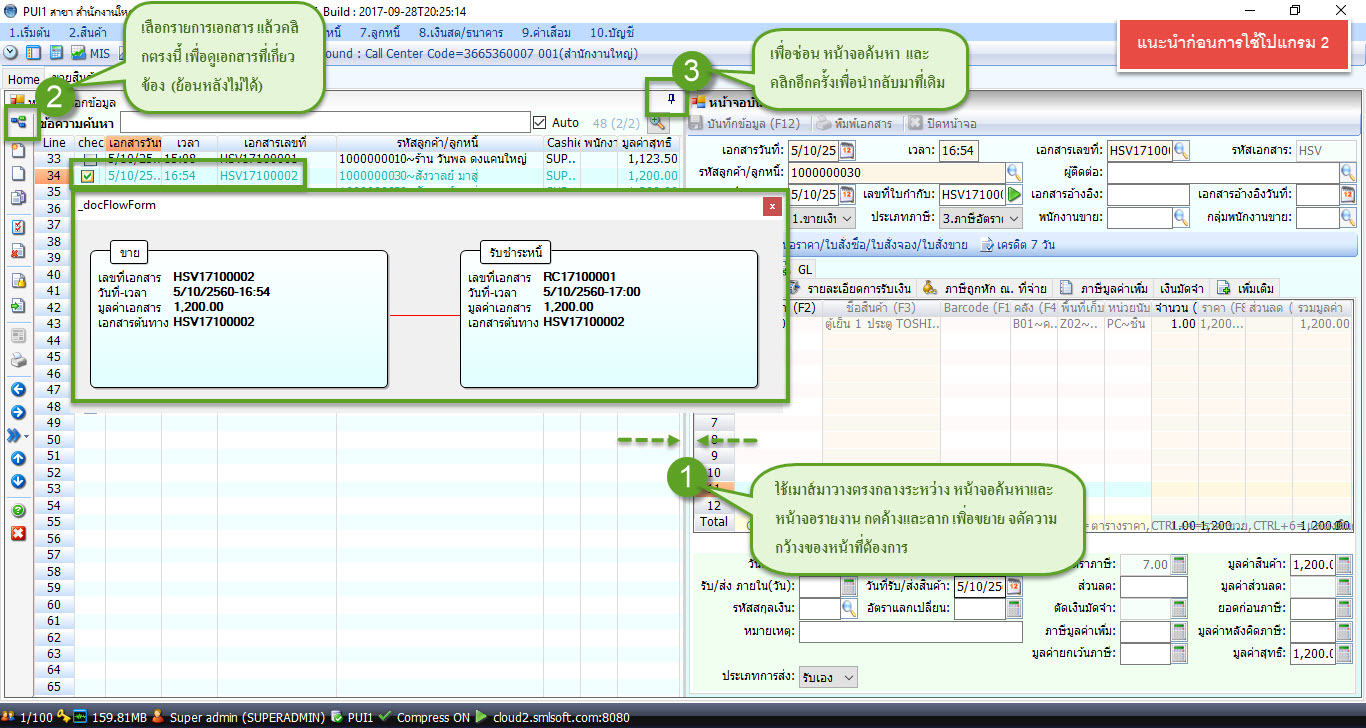 PUI1 สาขา สำนักงานให
Build : 2017-09-28T20:25:14
1.เริ่มต้น 2.สินค้า
7.ลูกหนี้ 8.เงินสด/ธนาคาร 9.ค่าเสื่อม 10.บัญชี
MIS
ound : Call Center Code=3665360007 001(สำนักงานใหญ่)
แนะนำก่อนการใช้โปแกรม 2
เลือกรายการเอกสาร แล้วคลิ
กตรงนี้ เพื่อดูเอกสารที่เกี่ยว
ข้อง (ย้อนหลังไม่ได้)
2
3
เพื่อซ่อน หน้าจอค้นหา และ
คลิกอีกครั้งเพื่อนำกลับมาที่เดิม
Home
อกข้อมูล
ข้อความค้นหา
Auto 48 (2/2)
Line chec เอกสารวันที เวลา เอกสารเลขที่ รหัสลูกค้า/ลูกหนี้ Cashie พนักงา มูลค่าสุทธิ
33 5/10/25.. 15:08 HSV17100001 1000000010~ร้าน วันพล ดงแคนใหญ่ SUP.. 1,123.50
34 5/10/25.. 16:54 HSV17100002 1000000030~สังวาลย์ มาสู่ SUP.. 1,200.00
35
36
37
38
39
40
41
42
43
44
45
46
47
48
49
50
51
52
53
54
55
56
57
58
59
60
61
62
63
64
65
_docFlowForm
x
ขาย
เลขที่เอกสาร HSV17100002
วันที่-เวลา 5/10/2560-16:54
มูลค่าเอกสาร 1,200.00
เอกสารต้นทาง HSV17100002
รับชำระหนี้
เลขที่เอกสาร RC17100001
วันที่-เวลา 5/10/2560-17:00
มูลค่าเอกสาร 1,200.00
เอกสารต้นทาง HSV17100002
หน้าจอบัน
บันทึกข้อมูล (F12) พิมพ์เอกสาร ปิดหน้าจอ
เอกสารวันที่: 5/10/25 เวลา: 16:54 เอกสารเลขที่: HSV17100 รหัสเอกสาร: HSV
รหัสลูกค้า/ลูกหนี้: 1000000030 ผู้ติดต่อ:
5/10/25 เลขที่ใบกำกับ: HSV17100 เอกสารอ้างอิง: เอกสารอ้างอิงวันที่:
1.ขายเงิ ประเภทภาษี: 3.ภาษีอัตรา พนักงานขาย: กลุ่มพนักงานขาย:
อราคา/ใบสั่งซื้อ/ใบสั่งจอง/ใบสั่งขาย เครดิต 7 วัน
GL
รายละเอียดการรับเงิน ภาษีถูกหัก ณ. ที่จ่าย ภาษีมูลค่าเพิ่ม เงินมัดจำ เพิ่มเติม
(F2) ชื่อสินค้า (F3) Barcode (F1 คลัง (F4 พื้นที่เก็บ หน่วยนับ จำนวน ( ราคา (F8 ส่วนลด ( รวมมูลค่า
ตู้เย็น 1 ประตู TOSHI... B01~ค.. Z02~.. PC~ชิ้น 1.00 1,200... 1,200.00
7
8
9
10
11
12
Total 1.00 1,200... 1,200.00
1
ใช้เมาส์มาวางตรงกลางระหว่าง หน้าจอค้นหาและ
หน้าจอรายงาน กดค้างและลาก เพื่อขยาย จดัความ
กว้างของหน้าที่ต้องการ
7.00 มูลค่าสินค้า: 1,200.0
รับ/ส่ง ภายใน(วัน): วันที่รับ/ส่งสินค้า: 5/10/25 ส่วนลด: มูลค่าส่วนลด:
รหัสสกุลเงิน: อัตราแลกเปลี่ยน: ตัดเงินมัดจำ: ยอดก่อนภาษี:
หมายเหตุ: ภาษีมูลค่าเพิ่ม: มูลค่าหลังคิดภาษี:
มูลค่ายกเว้นภาษี: มูลค่าสุทธิ: 1,200.0
ประเภทการส่ง: รับเอง
1/100 159.81MB Super admin (SUPERADMIN) PUI1 Compress ON cloud2.smlsoft.com:8080